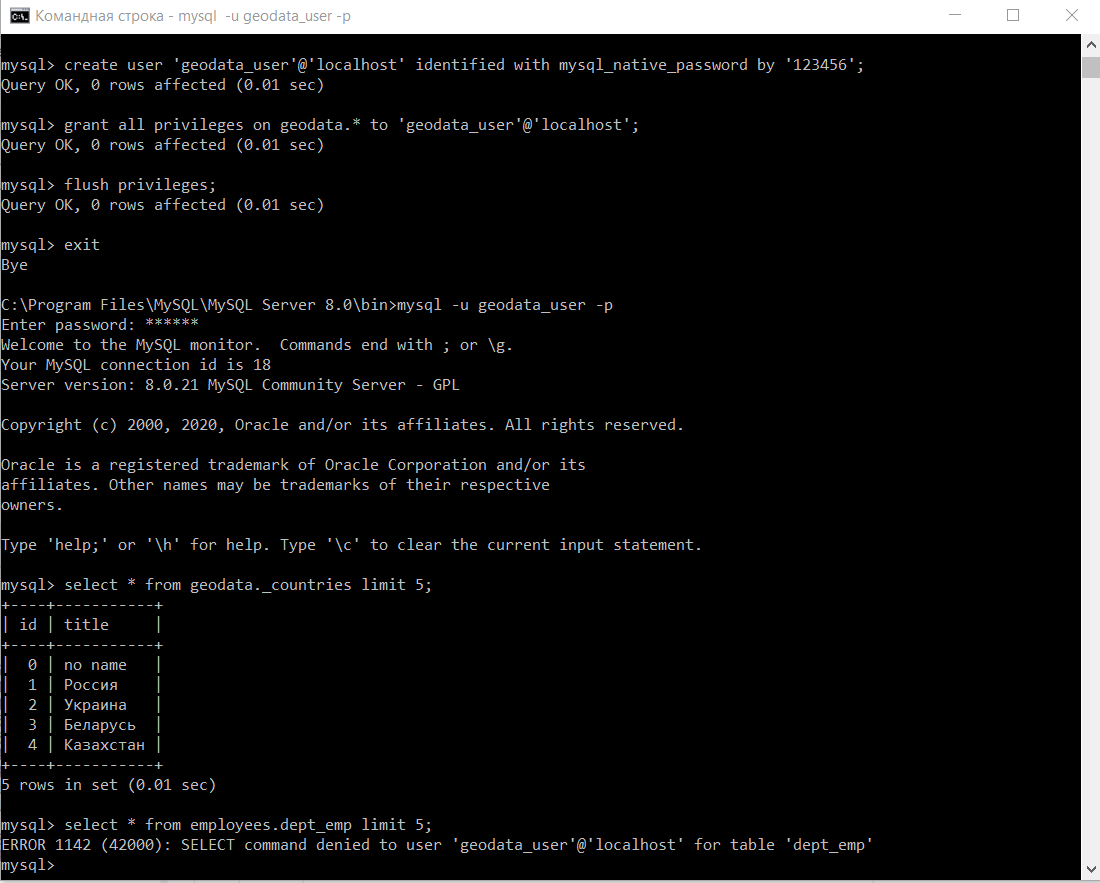 Командная строка - mysql  -u geodata_user -p
mysql> create user 'geodata_user'@'localhost' identified with mysql_native_password by '123456';
Query OK, 0 rows affected (0.01 sec)
mysql> grant all privileges on geodata.* to 'geodata_user'@'localhost';
Query OK, 0 rows affected (0.01 sec)
mysql> flush privileges;
Query OK, 0 rows affected (0.01 sec)
mysql> exit
Bye
C:\Program Files\MySQL\MySQL Server 8.0\bin>mysql -u geodata_user -p
Enter password: ******
Welcome to the MySQL monitor.  Commands end with ; or \g.
Your MySQL connection id is 18
Server version: 8.0.21 MySQL Community Server - GPL
Copyright (c) 2000, 2020, Oracle and/or its affiliates. All rights reserved.
Oracle is a registered trademark of Oracle Corporation and/or its
affiliates. Other names may be trademarks of their respective
owners.
Type 'help;' or '\h' for help. Type '\c' to clear the current input statement.
mysql> select * from geodata._countries limit 5;
+----+-----------+
| id | title     |
+----+-----------+
|  0 | no name   |
|  1 | Россия    |
|  2 | Украина   |
|  3 | Беларусь  |
|  4 | Казахстан |
+----+-----------+
5 rows in set (0.01 sec)
mysql> select * from employees.dept_emp limit 5;
ERROR 1142 (42000): SELECT command denied to user 'geodata_user'@'localhost' for table 'dept_emp'
mysql>